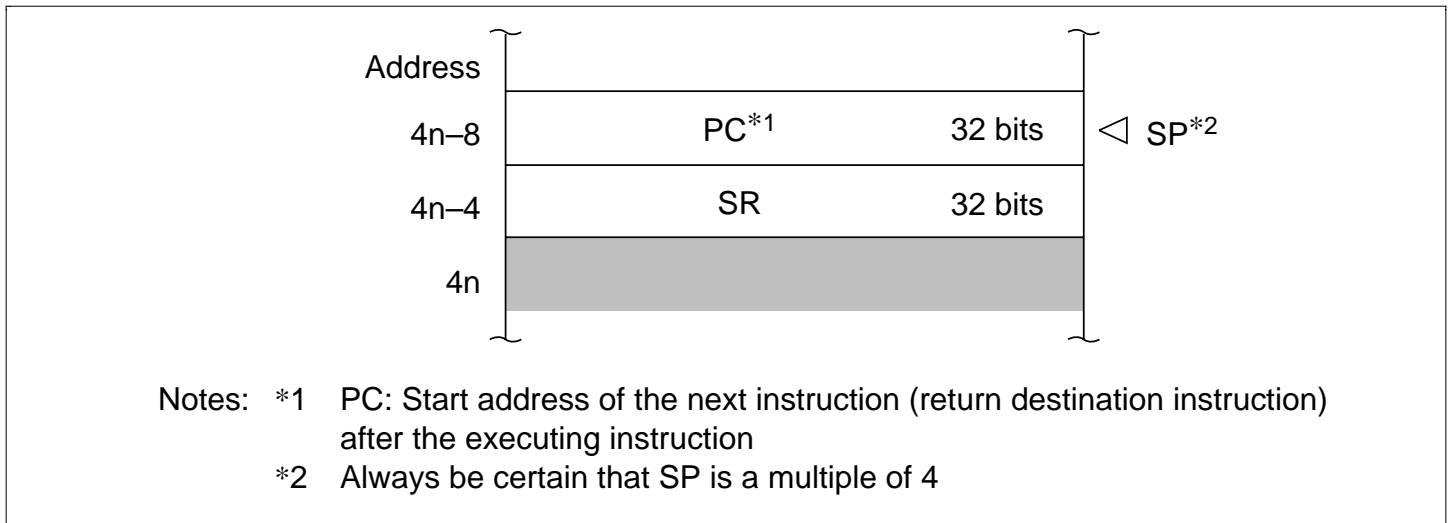 Address
4n–8 PC*1 32 bits ◁ SP*2
4n–4 SR 32 bits
4n
Notes: *1 PC: Start address of the next instruction (return destination instruction)
after the executing instruction
*2 Always be certain that SP is a multiple of 4